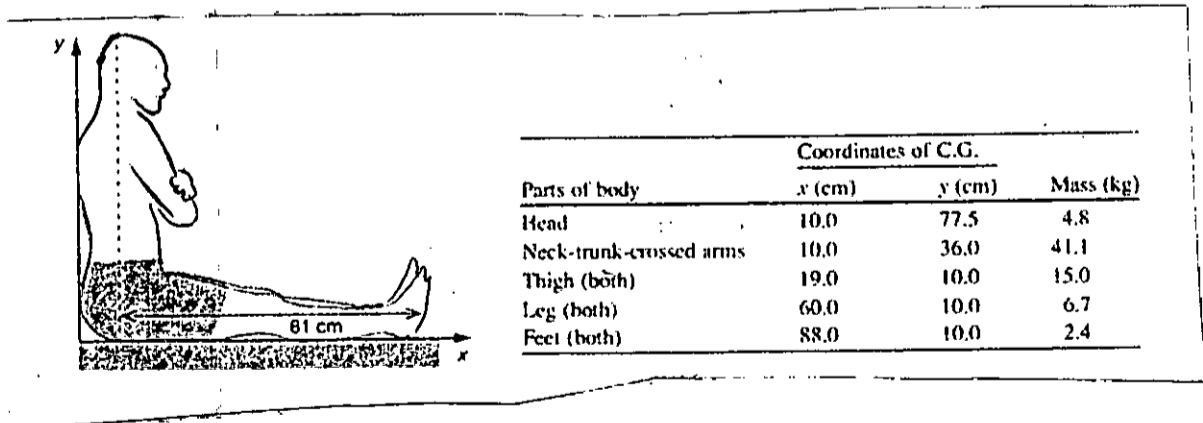 y
81 cm
x
Coordinates of C.G.
Parts of body x (cm) y (cm) Mass (kg)
Head 10.0 77.5 4.8
Neck-trunk-crossed arms 10.0 36.0 41.1
Thigh (both) 19.0 10.0 15.0
Leg (both) 60.0 10.0 6.7
Feet (both) 88.0 10.0 2.4